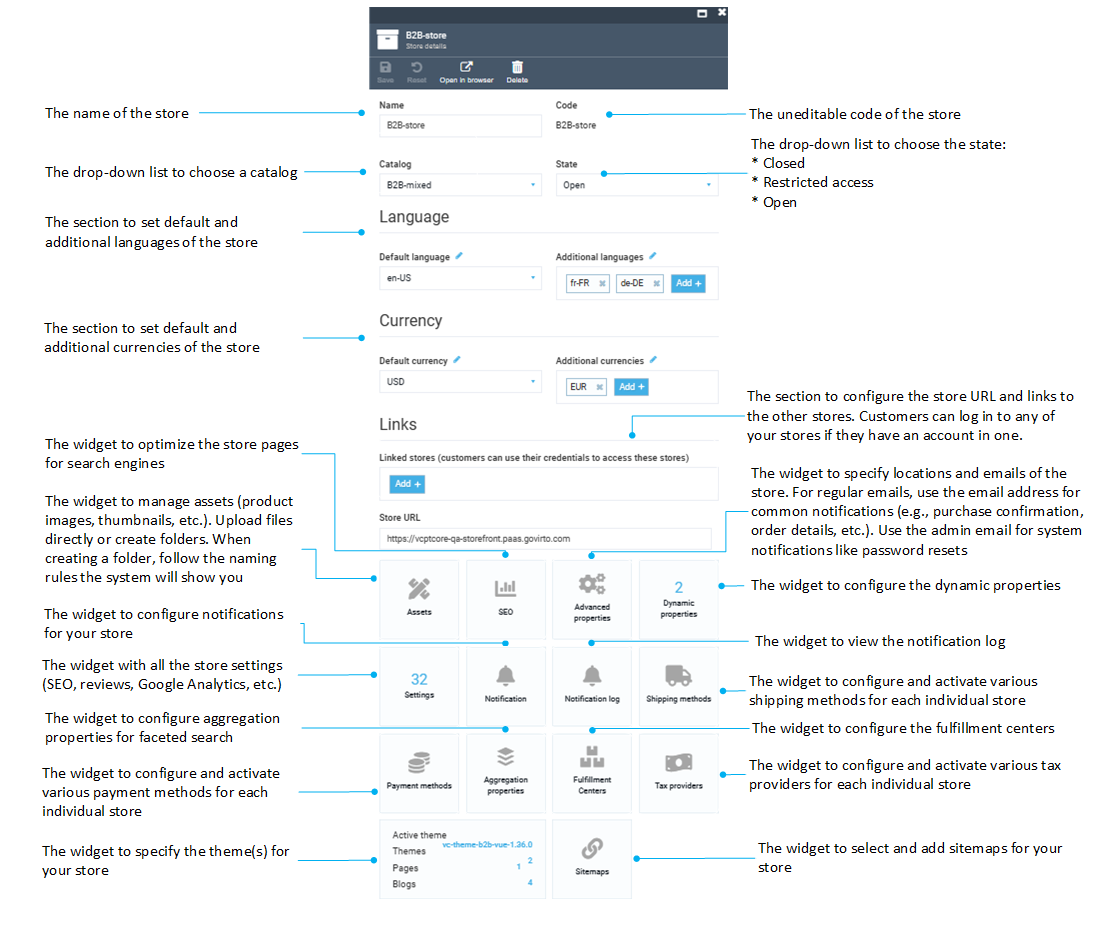 B2B-store
Store details
Save
Reset
Open in browser
Delete
The name of the store
Name
B2B-store
Code
B2B-store
The uneditable code of the store
The drop-down list to choose a catalog
Catalog
B2B-mixed
State
Open
The drop-down list to choose the state:
* Closed
* Restricted access
* Open
The section to set default and
additional languages of the store
Language
Default language
en-US
Additional languages
fr-FR
de-DE
Add +
The section to set default and
additional currencies of the store
Currency
Default currency
USD
Additional currencies
EUR
Add +
The section to configure the store URL and links to
the other stores. Customers can log in to any of
your stores if they have an account in one.
Links
Linked stores (customers can use their credentials to access these stores)
Add +
Store URL
https://vcptcore-qa-storefront.paas.govirto.com
The widget to optimize the store pages
for search engines
The widget to manage assets (product
images, thumbnails, etc.). Upload files
directly or create folders. When
creating a folder, follow the naming
rules the system will show you
The widget to specify locations and emails of the
store. For regular emails, use the email address for
common notifications (e.g., purchase confirmation,
order details, etc.). Use the admin email for system
notifications like password resets
Assets
SEO
Advanced
properties
2
Dynamic
properties
The widget to configure the dynamic properties
The widget to configure notifications
for your store
The widget to view the notification log
The widget with all the store settings
(SEO, reviews, Google Analytics, etc.)
32
Settings
Notification
Notification log
Shipping methods
The widget to configure and activate various
shipping methods for each individual store
The widget to configure aggregation
properties for faceted search
The widget to configure the fulfillment centers
The widget to configure and activate
various payment methods for each
individual store
Payment methods
Aggregation
properties
Fulfillment
Centers
Tax providers
The widget to configure and activate various tax
providers for each individual store
The widget to specify the theme(s) for
your store
Active theme
vc-theme-b2b-vue-1.36.0
Themes
2
Pages
1
Blogs
4
Sitemaps
The widget to select and add sitemaps for your
store